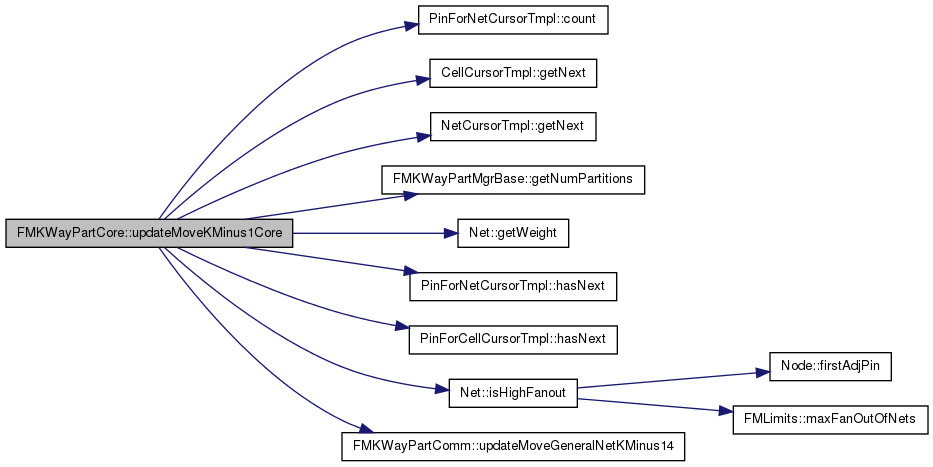 PinForNetCursorTmpl::count
CellCursorTmpl::getNext
NetCursorTmpl::getNext
FMKWayPartMgrBase::getNumPartitions
FMKWayPartCore::updateMoveKMinus1Core
Net::getWeight
PinForNetCursorTmpl::hasNext
PinForCellCursorTmpl::hasNext
Node::firstAdjPin
Net::isHighFanout
FMLimits::maxFanOutOfNets
FMKWayPartComm::updateMoveGeneralNetKMinus14